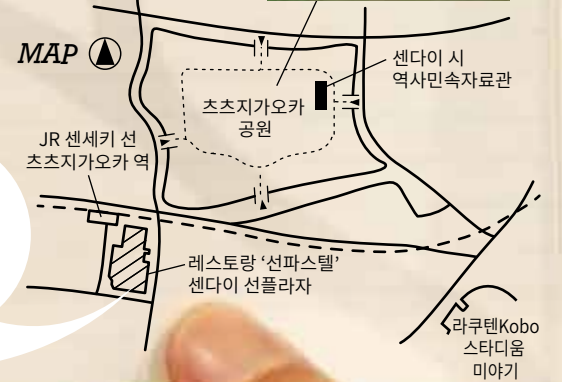 MAP
센다이 시
역사민속자료관
츠츠지가오카
공원
JR 센세키 선
츠츠지가오카 역
레스토랑 ‘선파스텔’
센다이 선플라자
라쿠텐Kobo
스타디움
미야기